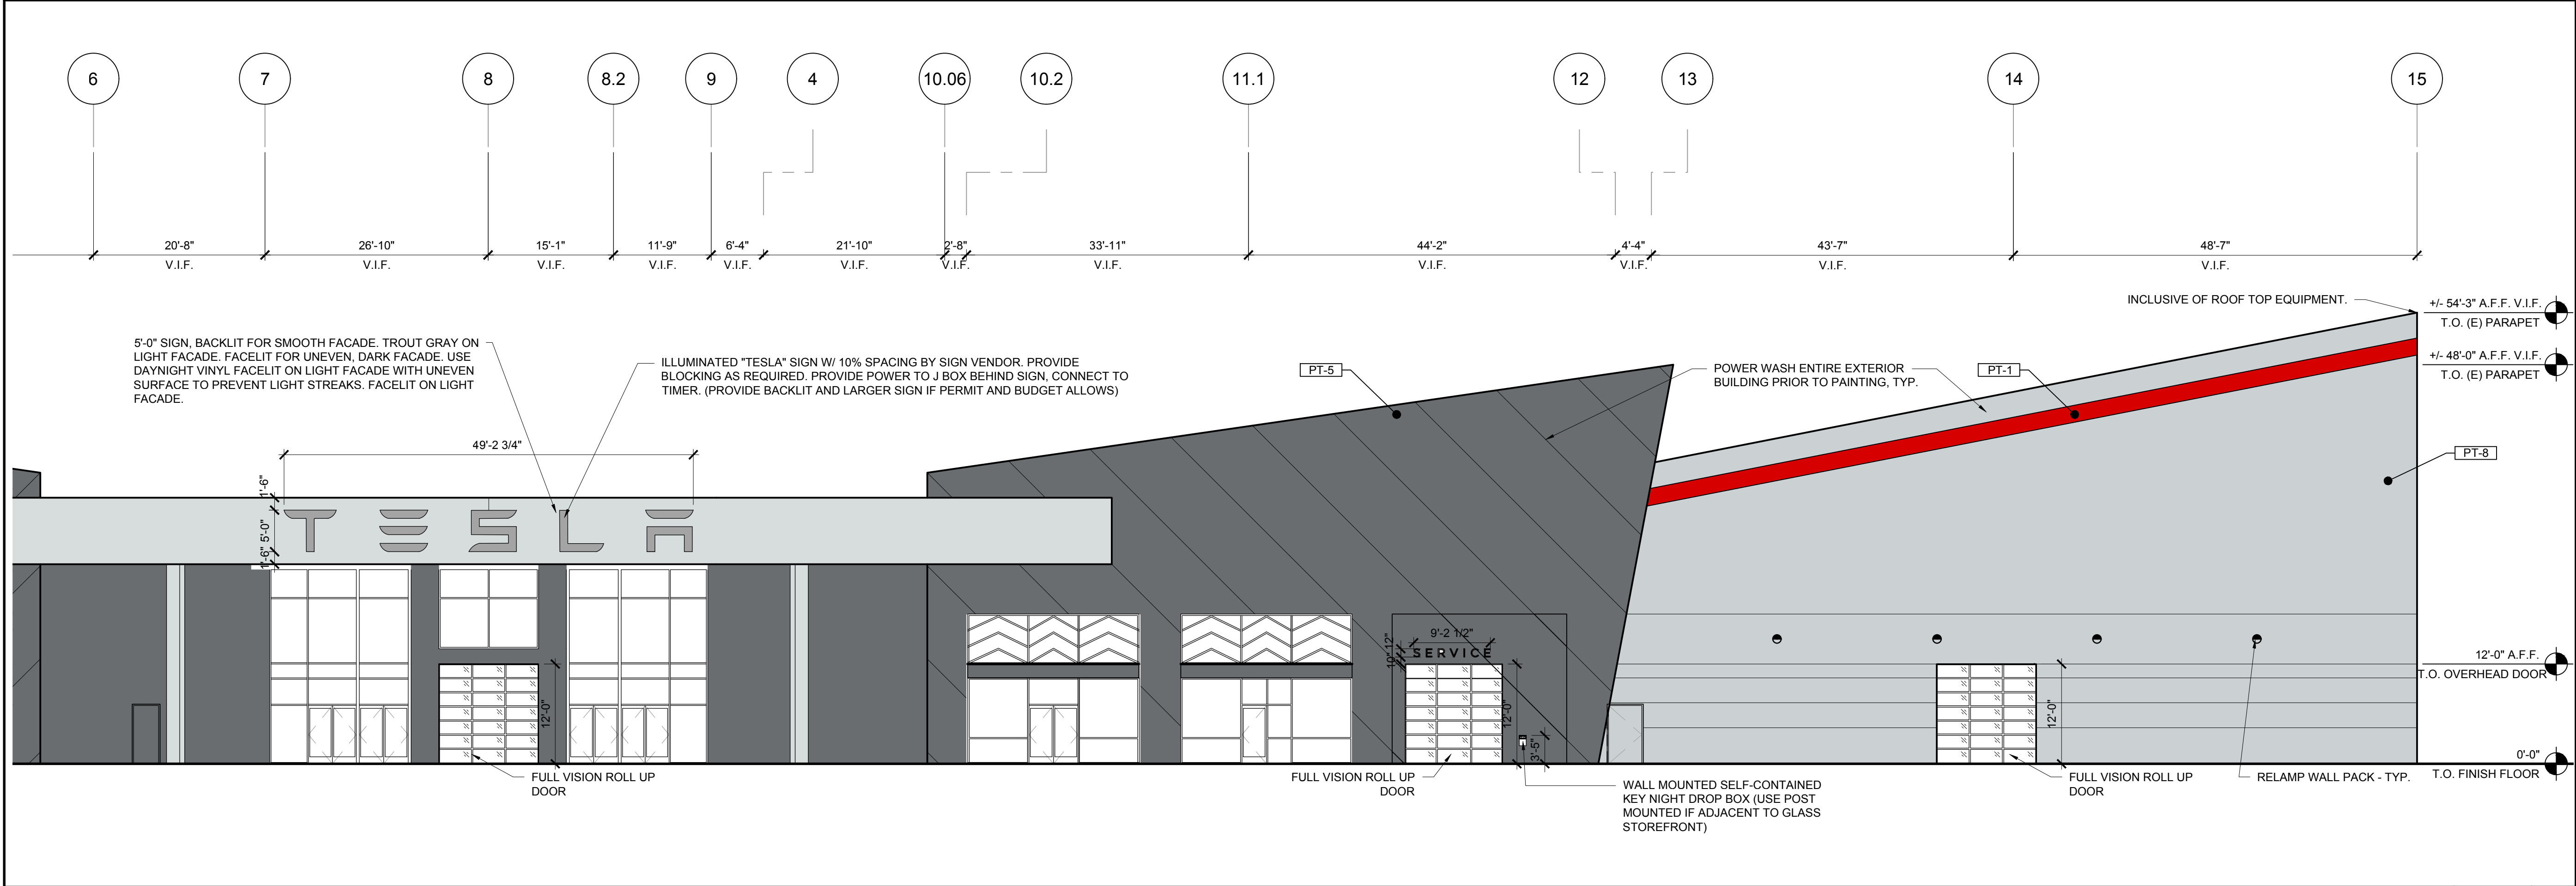 6
7
8
8.2
9
4
10.06
10.2
11.1
12
13
14
15
20'-8"
26'-10"
15'-1"
11'-9"
6'-4"
21'-10"
2'-8"
33'-11"
44'-2"
4'-4"
43'-7"
48'-7"
V.I.F.
V.I.F.
V.I.F.
V.I.F.
V.I.F.
V.I.F.
V.I.F.
V.I.F.
V.I.F.
V.I.F.
V.I.F.
V.I.F.
INCLUSIVE OF ROOF TOP EQUIPMENT.
+/- 54'-3" A.F.F. V.I.F.
T.O. (E) PARAPET
+/- 48'-0" A.F.F. V.I.F.
T.O. (E) PARAPET
5'-0" SIGN, BACKLIT FOR SMOOTH FACADE. TROUT GRAY ON
LIGHT FACADE. FACELIT FOR UNEVEN, DARK FACADE. USE
DAYNIGHT VINYL FACELIT ON LIGHT FACADE WITH UNEVEN
SURFACE TO PREVENT LIGHT STREAKS. FACELIT ON LIGHT
FACADE.
ILLUMINATED "TESLA" SIGN W/ 10% SPACING BY SIGN VENDOR. PROVIDE
BLOCKING AS REQUIRED. PROVIDE POWER TO J BOX BEHIND SIGN, CONNECT TO
TIMER. (PROVIDE BACKLIT AND LARGER SIGN IF PERMIT AND BUDGET ALLOWS)
PT-5
POWER WASH ENTIRE EXTERIOR
BUILDING PRIOR TO PAINTING, TYP.
PT-1
PT-8
49'-2 3/4"
1'-6"
5'-0"
1'-6"
TESLA
9'-2 1/2"
12"
10"
SERVICE
12'-0"
12'-0"
3'-5"
12'-0"
12'-0" A.F.F.
T.O. OVERHEAD DOOR
0'-0"
T.O. FINISH FLOOR
FULL VISION ROLL UP
DOOR
FULL VISION ROLL UP
DOOR
WALL MOUNTED SELF-CONTAINED
KEY NIGHT DROP BOX (USE POST
MOUNTED IF ADJACENT TO GLASS
STOREFRONT)
FULL VISION ROLL UP
DOOR
RELAMP WALL PACK - TYP.